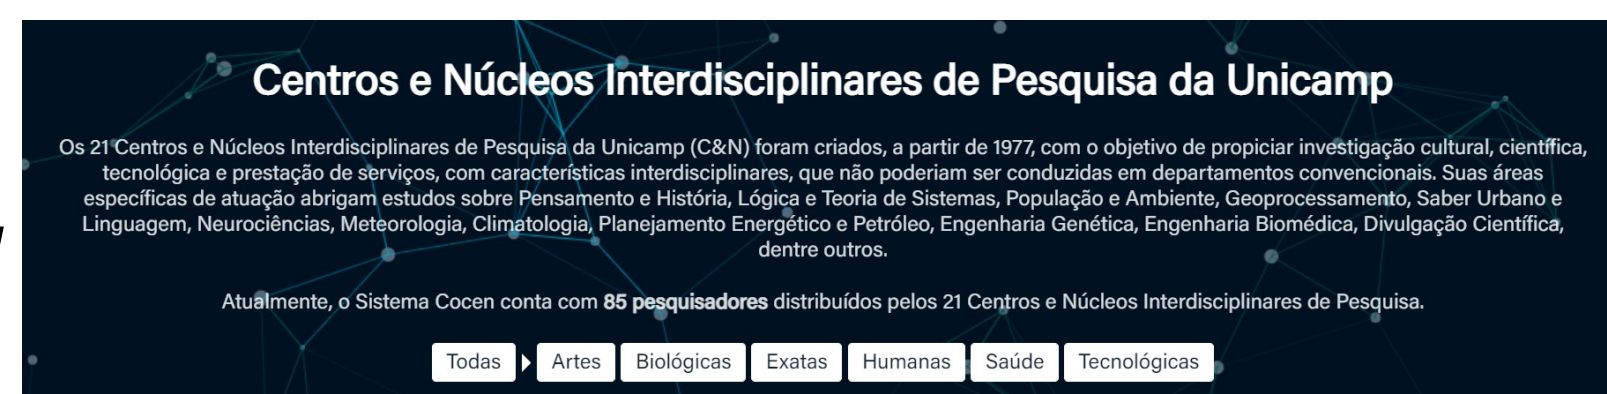 Centros e Núcleos Interdisciplinares de Pesquisa da Unicamp
Os 21 Centros e Núcleos Interdisciplinares de Pesquisa da Unicamp (C&N) foram criados, a partir de 1977, com o objetivo de propiciar investigação cultural, científica,
tecnológica e prestação de serviços, com características interdisciplinares, que não poderiam ser conduzidas em departamentos convencionais. Suas áreas
específicas de atuação abrigam estudos sobre Pensamento e História, Lógica e Teoria de Sistemas, População e Ambiente, Geoprocessamento, Saber Urbano e
Linguagem, Neurociências, Meteorologia, Climatologia, Planejamento Energético e Petróleo, Engenharia Genética, Engenharia Biomédica, Divulgação Científica,
dentre outros.
Atualmente, o Sistema Cocen conta com 85 pesquisadores distribuídos pelos 21 Centros e Núcleos Interdisciplinares de Pesquisa.
Todas Artes Biológicas Exatas Humanas Saúde Tecnológicas